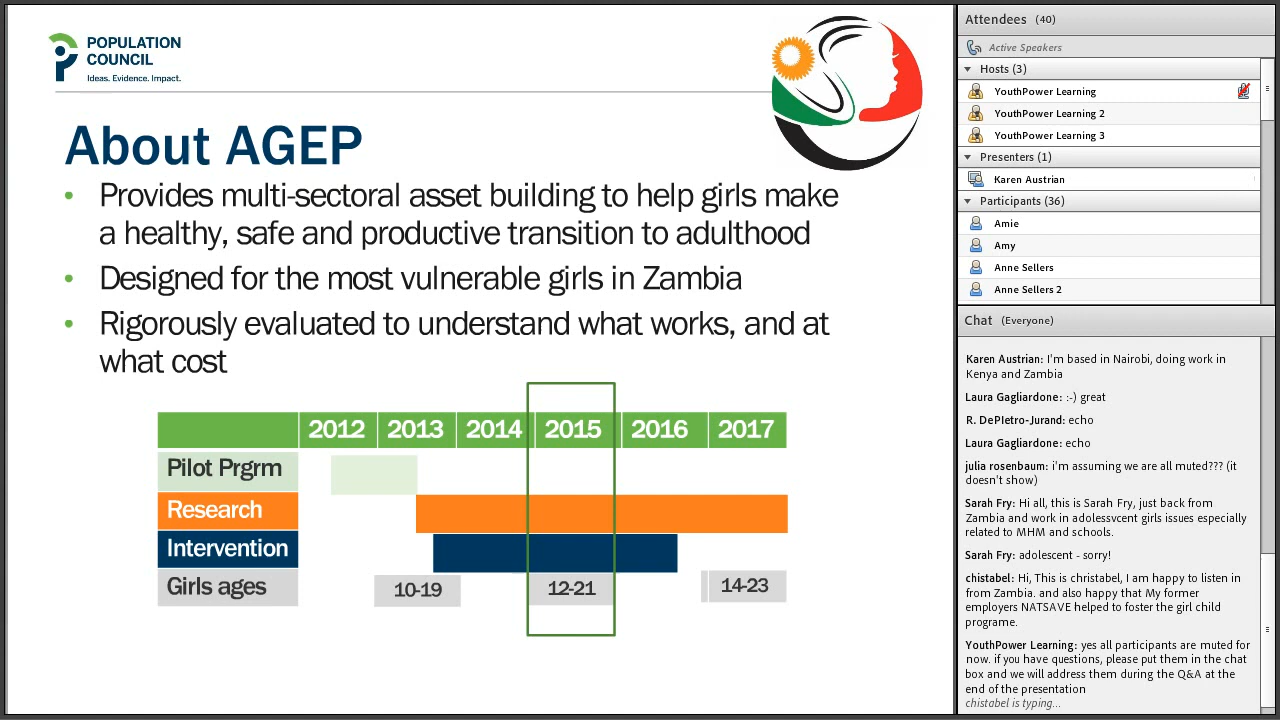 POPULATION
COUNCIL
Ideas. Evidence. Impact.
About AGEP
• Provides multi-sectoral asset building to help girls make
a healthy, safe and productive transition to adulthood
• Designed for the most vulnerable girls in Zambia
• Rigorously evaluated to understand what works, and at
what cost
2012 2013 2014 2015 2016 2017
Pilot Prgrm
Research
Intervention
Girls ages 10-19 12-21 14-23
Attendees (40)
Active Speakers
Hosts (3)
YouthPower Learning
YouthPower Learning 2
YouthPower Learning 3
Presenters (1)
Karen Austrian
Participants (36)
Amie
Amy
Anne Sellers
Anne Sellers 2
Chat (Everyone)
Karen Austrian: I'm based in Nairobi, doing work in
Kenya and Zambia
Laura Gagliardone: :-) great
R. DePIetro-Jurand: echo
Laura Gagliardone: echo
julia rosenbaum: i'm assuming we are all muted??? (it
doesn't show)
Sarah Fry: Hi all, this is Sarah Fry, just back from
Zambia and work in adolessvcent girls issues especially
related to MHM and schools.
Sarah Fry: adolescent - sorry!
chistabel: Hi, This is christabel, I am happy to listen in
from Zambia. and also happy that My former
employers NATSAVE helped to foster the girl child
programe.
YouthPower Learning: yes all participants are muted for
now. if you have questions, please put them in the chat
box and we will address them during the Q&A at the
end of the presentation
chistabel is typing...